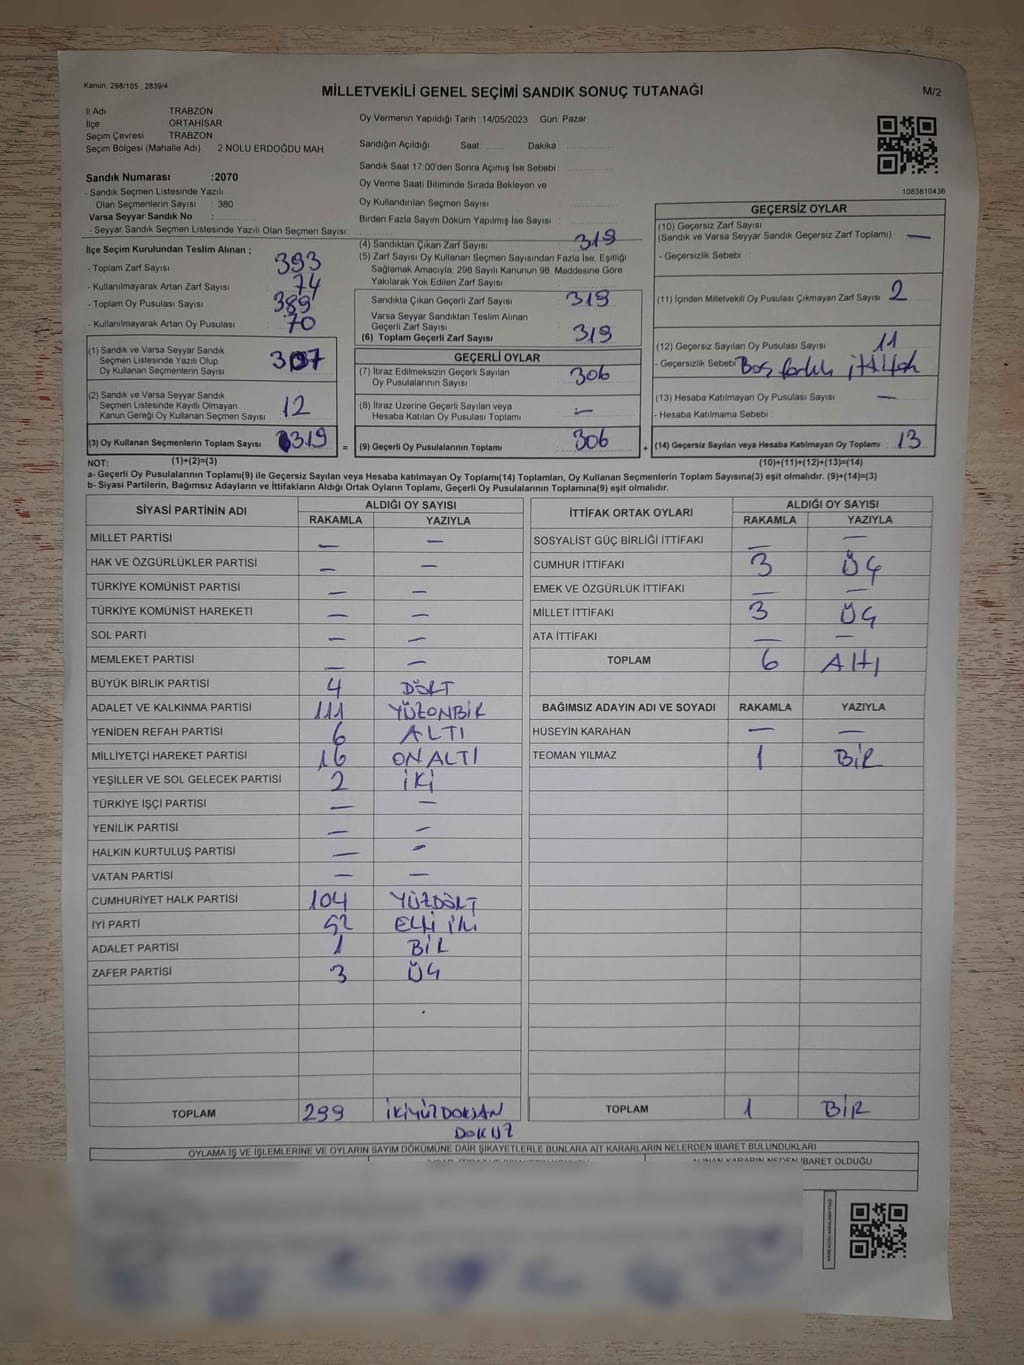 Kanun: 298/105 , 2839/4
MİLLETVEKİLİ GENEL SEÇİMİ SANDIK SONUÇ TUTANAĞI
M/2
İl Adı TRABZON
İlçe ORTAHİSAR
Seçim Çevresi TRABZON
Seçim Bölgesi (Mahalle Adı) 2 NOLU ERDOĞDU MAH
Sandık Numarası :2070
- Sandık Seçmen Listesinde Yazılı
Olan Seçmenlerin Sayısı : 380
Varsa Seyyar Sandık No :
- Seyyar Sandık Seçmen Listesinde Yazılı Olan Seçmen Sayısı
Oy Vermenin Yapıldığı Tarih 14/05/2023 Gün Pazar
Sandığın Açıldığı Saat Dakika
Sandık Saat 17:00'den Sonra Açılmış İse Sebebi
Oy Verme Saati Bitiminde Sırada Bekleyen ve
Oy Kullandırılan Seçmen Sayısı
Birden Fazla Sayım Döküm Yapılmış İse Sayısı
1083810436
İlçe Seçim Kurulundan Teslim Alınan ;
- Toplam Zarf Sayısı 393
- Kullanılmayarak Artan Zarf Sayısı 74
- Toplam Oy Pusulası Sayısı 389
- Kullanılmayarak Artan Oy Pusulası 70
(1) Sandık ve Varsa Seyyar Sandık
Seçmen Listesinde Yazılı Olup
Oy Kullanan Seçmenlerin Sayısı 307
(2) Sandık ve Varsa Seyyar Sandık
Seçmen Listesinde Kayıtlı Olmayan
Kanun Gereği Oy Kullanan Seçmen Sayısı 12
(3) Oy Kullanan Seçmenlerin Toplam Sayısı 319 =
(1)+(2)=(3)
(4) Sandıktan Çıkan Zarf Sayısı 319
(5) Zarf Sayısı Oy Kullanan Seçmen Sayısından Fazla İse, Eşitliği
Sağlamak Amacıyla, 298 Sayılı Kanunun 98. Maddesine Göre
Yakılarak Yok Edilen Zarf Sayısı :
Sandıkta Çıkan Geçerli Zarf Sayısı 319
Varsa Seyyar Sandıktan Teslim Alınan
Geçerli Zarf Sayısı
(6) Toplam Geçerli Zarf Sayısı 319
GEÇERLİ OYLAR
(7) İtiraz Edilmeksizin Geçerli Sayılan
Oy Pusulalarının Sayısı 306
(8) İtiraz Üzerine Geçerli Sayılan veya
Hesaba Katılan Oy Pusulası Toplamı —
(9) Geçerli Oy Pusulalarının Toplamı 306 +
GEÇERSİZ OYLAR
(10) Geçersiz Zarf Sayısı
(Sandık ve Varsa Seyyar Sandık Geçersiz Zarf Toplamı) —
- Geçersizlik Sebebi
(11) İçinden Milletvekili Oy Pusulası Çıkmayan Zarf Sayısı 2
(12) Geçersiz Sayılan Oy Pusulası Sayısı 11
- Geçersizlik Sebebi Boş farklı ittifak
(13) Hesaba Katılmayan Oy Pusulası Sayısı —
- Hesaba Katılmama Sebebi
(14) Geçersiz Sayılan veya Hesaba Katılmayan Oy Toplamı 13
(10)+(11)+(12)+(13)=(14)
NOT:
a- Geçerli Oy Pusulalarının Toplamı(9) ile Geçersiz Sayılan veya Hesaba katılmayan Oy Toplamı(14) Toplamları, Oy Kullanan Seçmenlerin Toplam Sayısına(3) eşit olmalıdır. (9)+(14)=(3)
b- Siyasi Partilerin, Bağımsız Adayların ve İttifakların Aldığı Ortak Oyların Toplamı, Geçerli Oy Pusulalarının Toplamına(9) eşit olmalıdır.
SİYASİ PARTİNİN ADI ALDIĞI OY SAYISI
RAKAMLA YAZIYLA
MİLLET PARTİSİ — —
HAK VE ÖZGÜRLÜKLER PARTİSİ — —
TÜRKİYE KOMÜNİST PARTİSİ — —
TÜRKİYE KOMÜNİST HAREKETİ — —
SOL PARTİ — —
MEMLEKET PARTİSİ — —
BÜYÜK BİRLİK PARTİSİ 4 DÖRT
ADALET VE KALKINMA PARTİSİ 111 YÜZONBİR
YENİDEN REFAH PARTİSİ 6 ALTI
MİLLİYETÇİ HAREKET PARTİSİ 16 ONALTI
YEŞİLLER VE SOL GELECEK PARTİSİ 2 İKİ
TÜRKİYE İŞÇİ PARTİSİ — —
YENİLİK PARTİSİ — —
HALKIN KURTULUŞ PARTİSİ — —
VATAN PARTİSİ — —
CUMHURİYET HALK PARTİSİ 104 YÜZDÖRT
İYİ PARTİ 52 ELLİ İKİ
ADALET PARTİSİ 1 BİR
ZAFER PARTİSİ 3 ÜÇ
TOPLAM 299 İKİYÜZDOKSAN
DOKUZ
İTTİFAK ORTAK OYLARI ALDIĞI OY SAYISI
RAKAMLA YAZIYLA
SOSYALİST GÜÇ BİRLİĞİ İTTİFAKI — —
CUMHUR İTTİFAKI 3 ÜÇ
EMEK VE ÖZGÜRLÜK İTTİFAKI — —
MİLLET İTTİFAKI 3 ÜÇ
ATA İTTİFAKI — —
TOPLAM 6 ALTI
BAĞIMSIZ ADAYIN ADI VE SOYADI RAKAMLA YAZIYLA
HÜSEYİN KARAHAN — —
TEOMAN YILMAZ 1 BİR
TOPLAM 1 BİR
OYLAMA İŞ VE İŞLEMLERİNE VE OYLARIN SAYIM DÖKÜMÜNE DAİR ŞİKAYETLERLE BUNLARA AİT KARARLARIN NELERDEN İBARET BULUNDUKLARI
ALINAN KARARIN NEDEN İBARET OLDUĞU